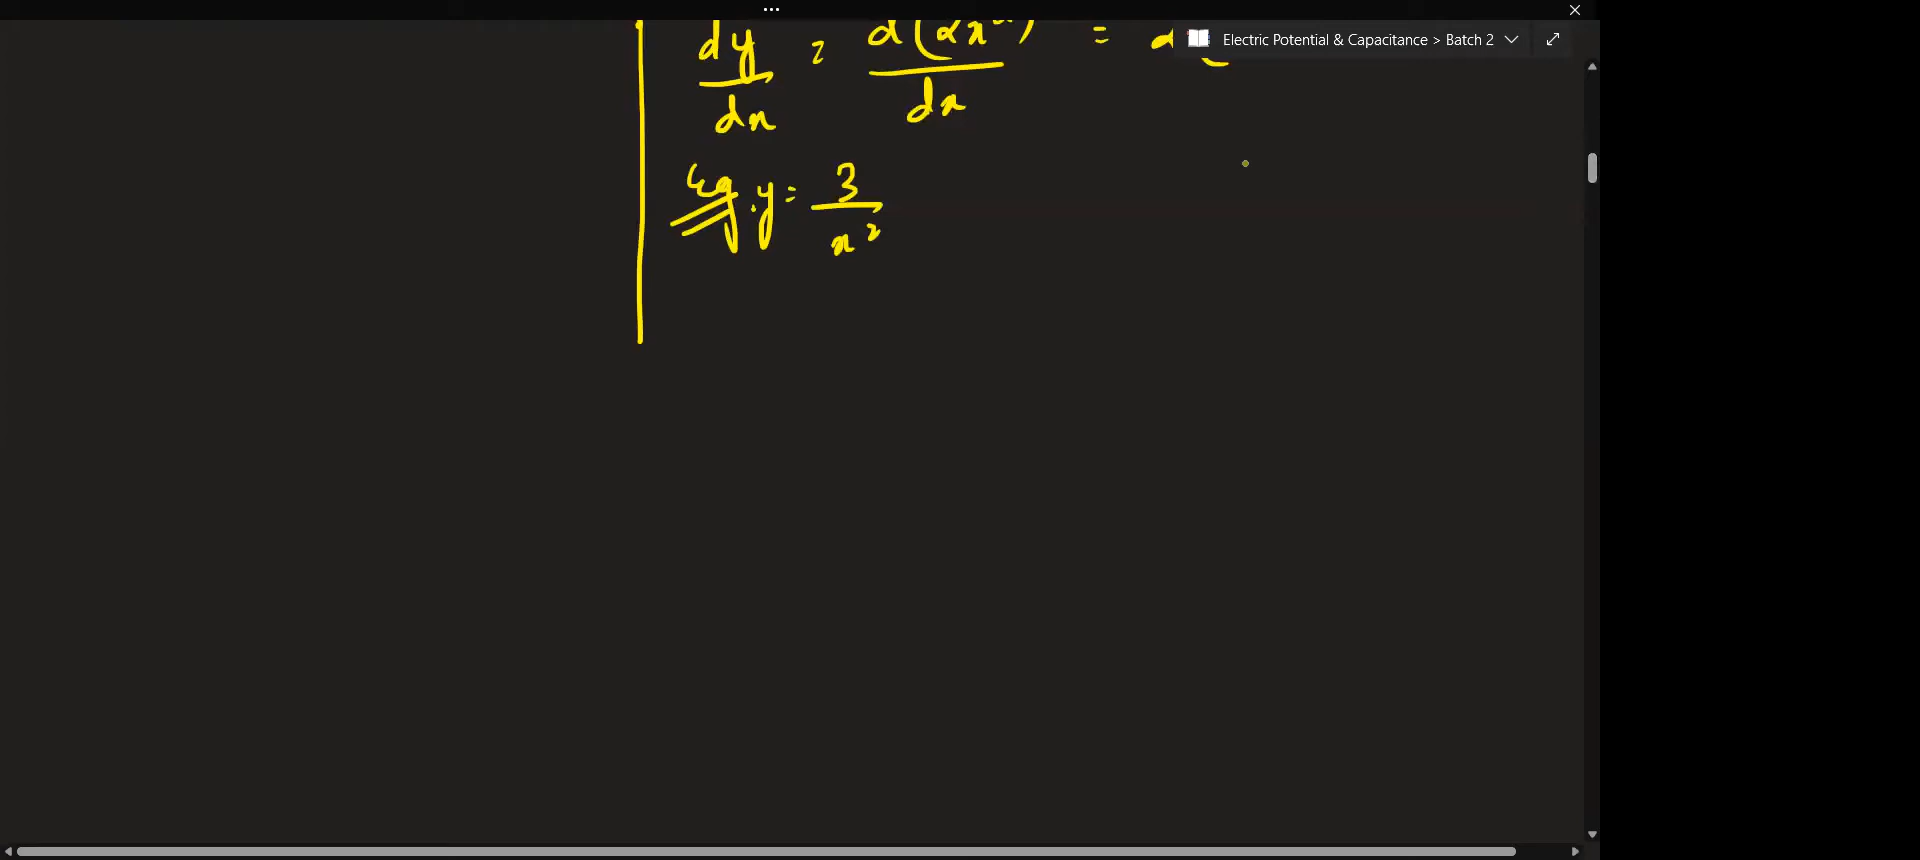 Electric Potential & Capacitance > Batch 2
dy/dx = d(αx)/dx =
Eg. y = 3/x²